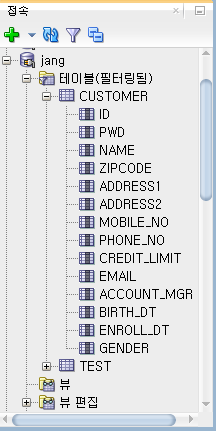 접속
jang
테이블(필터링됨)
CUSTOMER
ID
PWD
NAME
ZIPCODE
ADDRESS1
ADDRESS2
MOBILE_NO
PHONE_NO
CREDIT_LIMIT
EMAIL
ACCOUNT_MGR
BIRTH_DT
ENROLL_DT
GENDER
TEST
뷰
뷰 편집